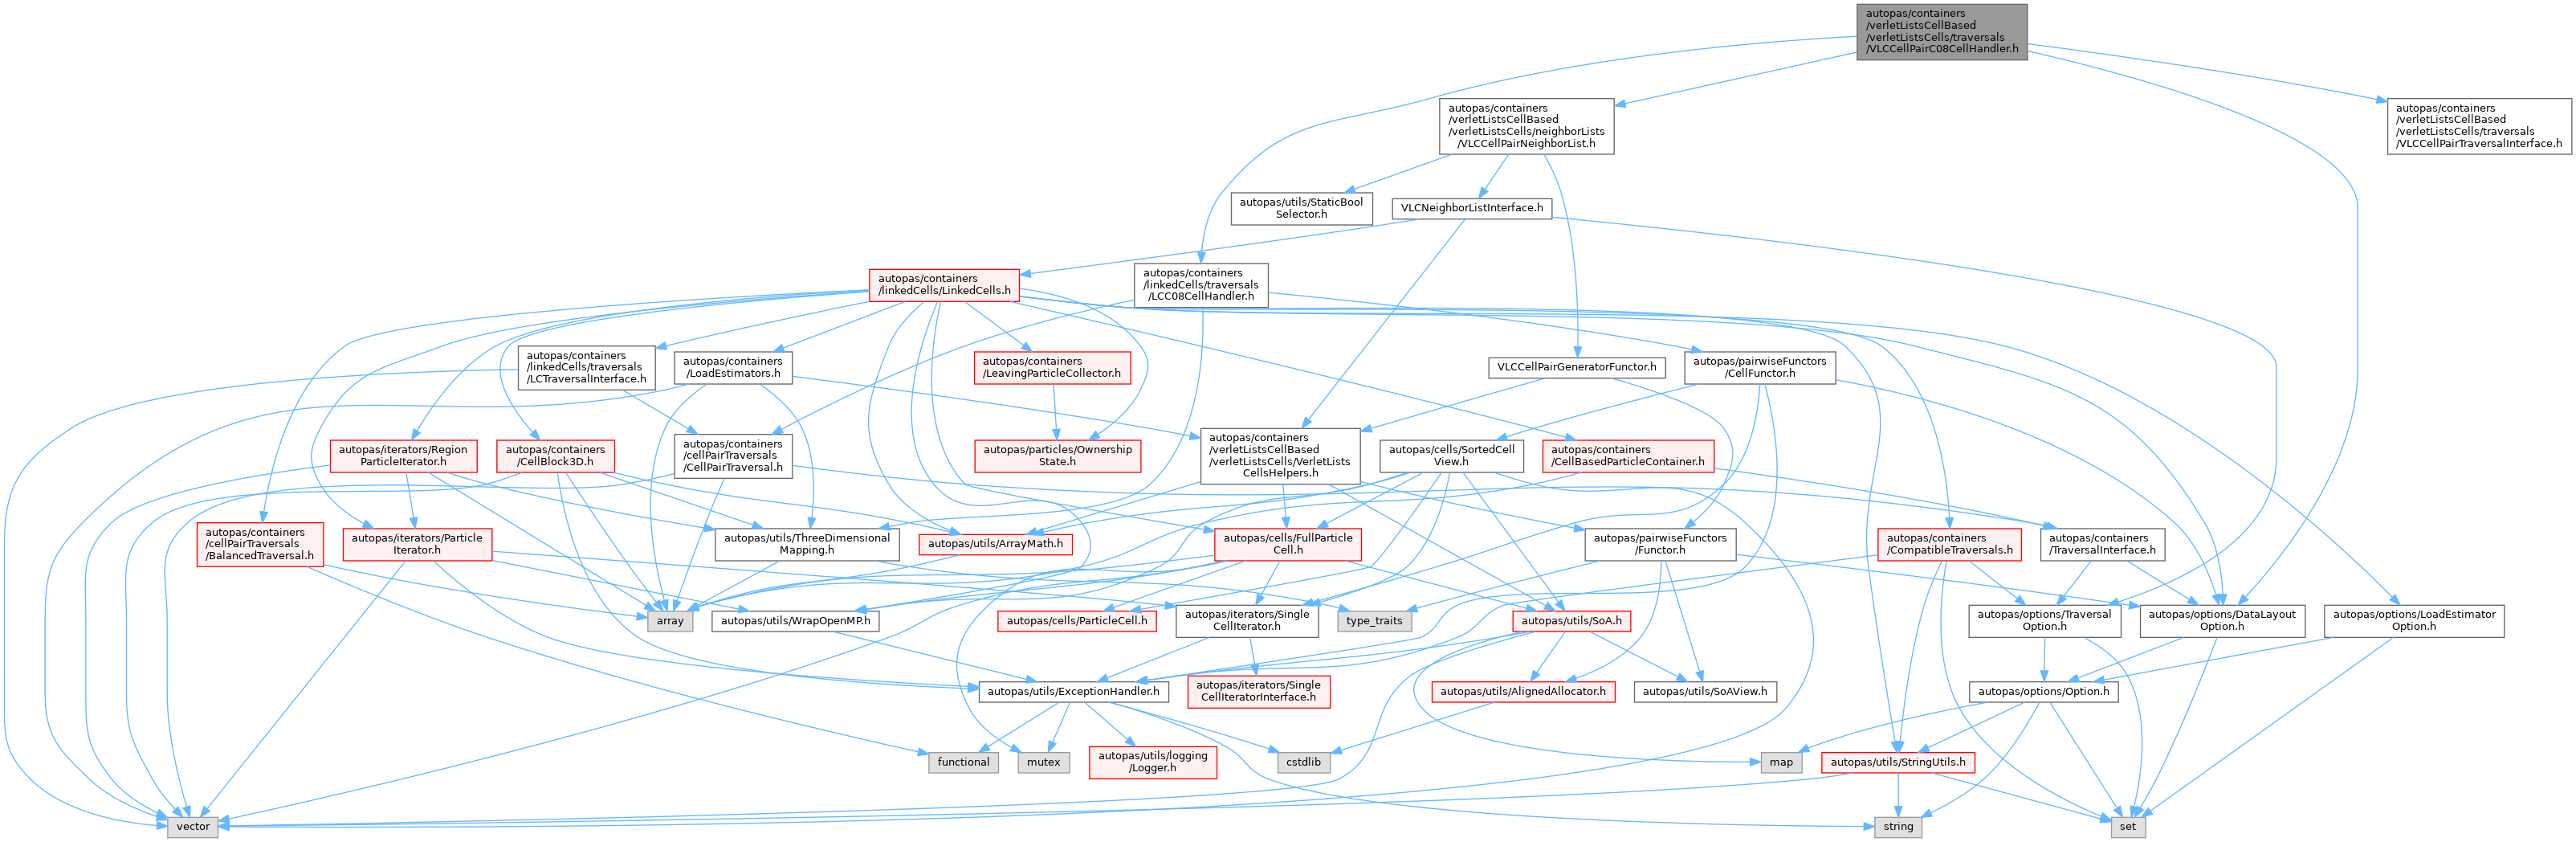 autopas/containers
/verletListsCellBased
/verletListsCells/traversals
/VLCCellPairC08CellHandler.h
autopas/containers
/verletListsCellBased
/verletListsCells/neighborLists
/VLCCellPairNeighborList.h
autopas/containers
/verletListsCellBased
/verletListsCells/traversals
/VLCCellPairTraversalInterface.h
autopas/utils/StaticBool
Selector.h
VLCNeighborListInterface.h
autopas/containers
/linkedCells/LinkedCells.h
autopas/containers
/linkedCells/traversals
/LCC08CellHandler.h
autopas/containers
/linkedCells/traversals
/LCTraversalInterface.h
autopas/containers
/LoadEstimators.h
autopas/containers
/LeavingParticleCollector.h
VLCCellPairGeneratorFunctor.h
autopas/pairwiseFunctors
/CellFunctor.h
autopas/iterators/Region
ParticleIterator.h
autopas/containers
/CellBlock3D.h
autopas/containers
/cellPairTraversals
/CellPairTraversal.h
autopas/particles/Ownership
State.h
autopas/containers
/verletListsCellBased
/verletListsCells/VerletLists
CellsHelpers.h
autopas/cells/SortedCell
View.h
autopas/containers
/CellBasedParticleContainer.h
autopas/containers
/cellPairTraversals
/BalancedTraversal.h
autopas/iterators/Particle
Iterator.h
autopas/utils/ThreeDimensional
Mapping.h
autopas/utils/ArrayMath.h
autopas/cells/FullParticle
Cell.h
autopas/pairwiseFunctors
/Functor.h
autopas/containers
/CompatibleTraversals.h
autopas/containers
/TraversalInterface.h
array
autopas/utils/WrapOpenMP.h
autopas/cells/ParticleCell.h
autopas/iterators/Single
CellIterator.h
type_traits
autopas/utils/SoA.h
autopas/options/Traversal
Option.h
autopas/options/DataLayout
Option.h
autopas/options/LoadEstimator
Option.h
autopas/utils/ExceptionHandler.h
autopas/iterators/Single
CellIteratorInterface.h
autopas/utils/AlignedAllocator.h
autopas/utils/SoAView.h
autopas/options/Option.h
functional
mutex
autopas/utils/logging
/Logger.h
cstdlib
map
autopas/utils/StringUtils.h
vector
string
set